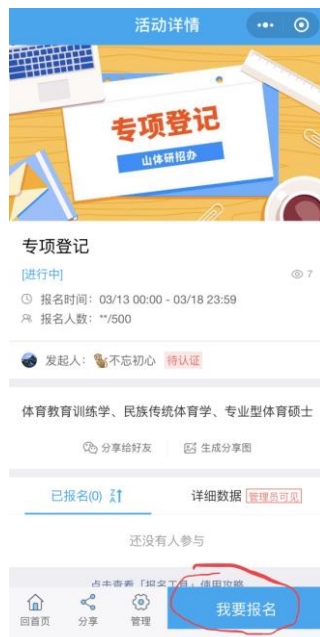 活动详情
专项登记
山体研招办
专项登记
[进行中]
7
报名时间：03/13 00:00 - 03/18 23:59
报名人数：**/500
发起人：不忘初心 待认证
体育教育训练学、民族传统体育学、专业型体育硕士
分享给好友 生成分享图
已报名(0) 详细数据 管理员可见
还没有人参与
点击查看「报名工具」使用攻略
回首页 分享 管理 我要报名